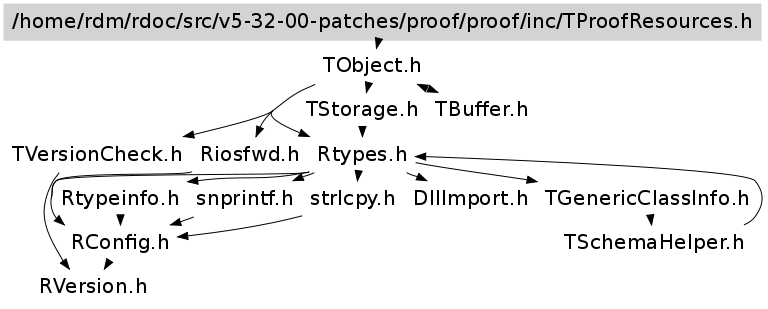 /home/rdm/rdoc/src/v5-32-00-patches/proof/proof/inc/TProofResources.h
TObject.h
TStorage.h TBuffer.h
TVersionCheck.h Riosfwd.h Rtypes.h
Rtypeinfo.h snprintf.h strlcpy.h DllImport.h TGenericClassInfo.h
RConfig.h TSchemaHelper.h
RVersion.h